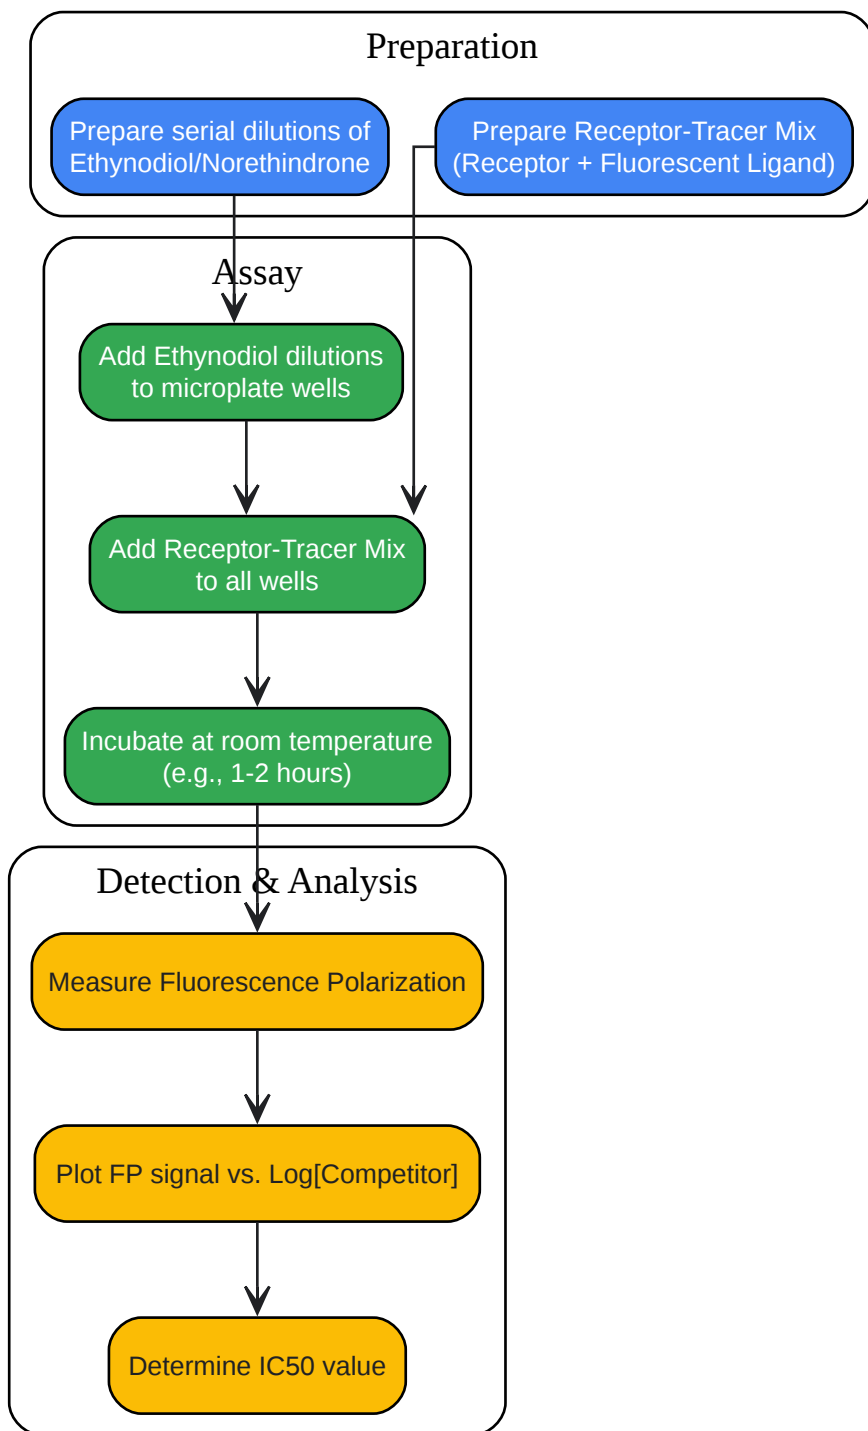 Preparation
Prepare serial dilutions of
Ethynodiol/Norethindrone
Prepare Receptor-Tracer Mix
(Receptor + Fluorescent Ligand)
Assay
Add Ethynodiol dilutions
to microplate wells
Add Receptor-Tracer Mix
to all wells
Incubate at room temperature
(e.g., 1-2 hours)
Detection & Analysis
Measure Fluorescence Polarization
Plot FP signal vs. Log[Competitor]
Determine IC50 value